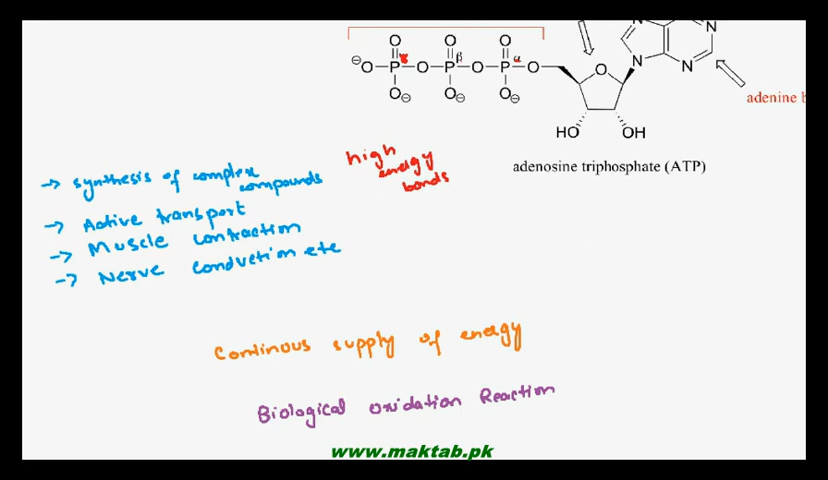 N
N
O O O
γ β α
⊖O-P-O-P-O-P-O
O⊖ O⊖ O⊖
O
N
N
adenine b
HO OH
adenosine triphosphate (ATP)
high
energy
bonds
-> synthesis of complex
compounds
-> Active transport
-> Muscle contraction
-> Nerve conduction etc
Continous supply of energy
Biological oxidation Reaction
www.maktab.pk